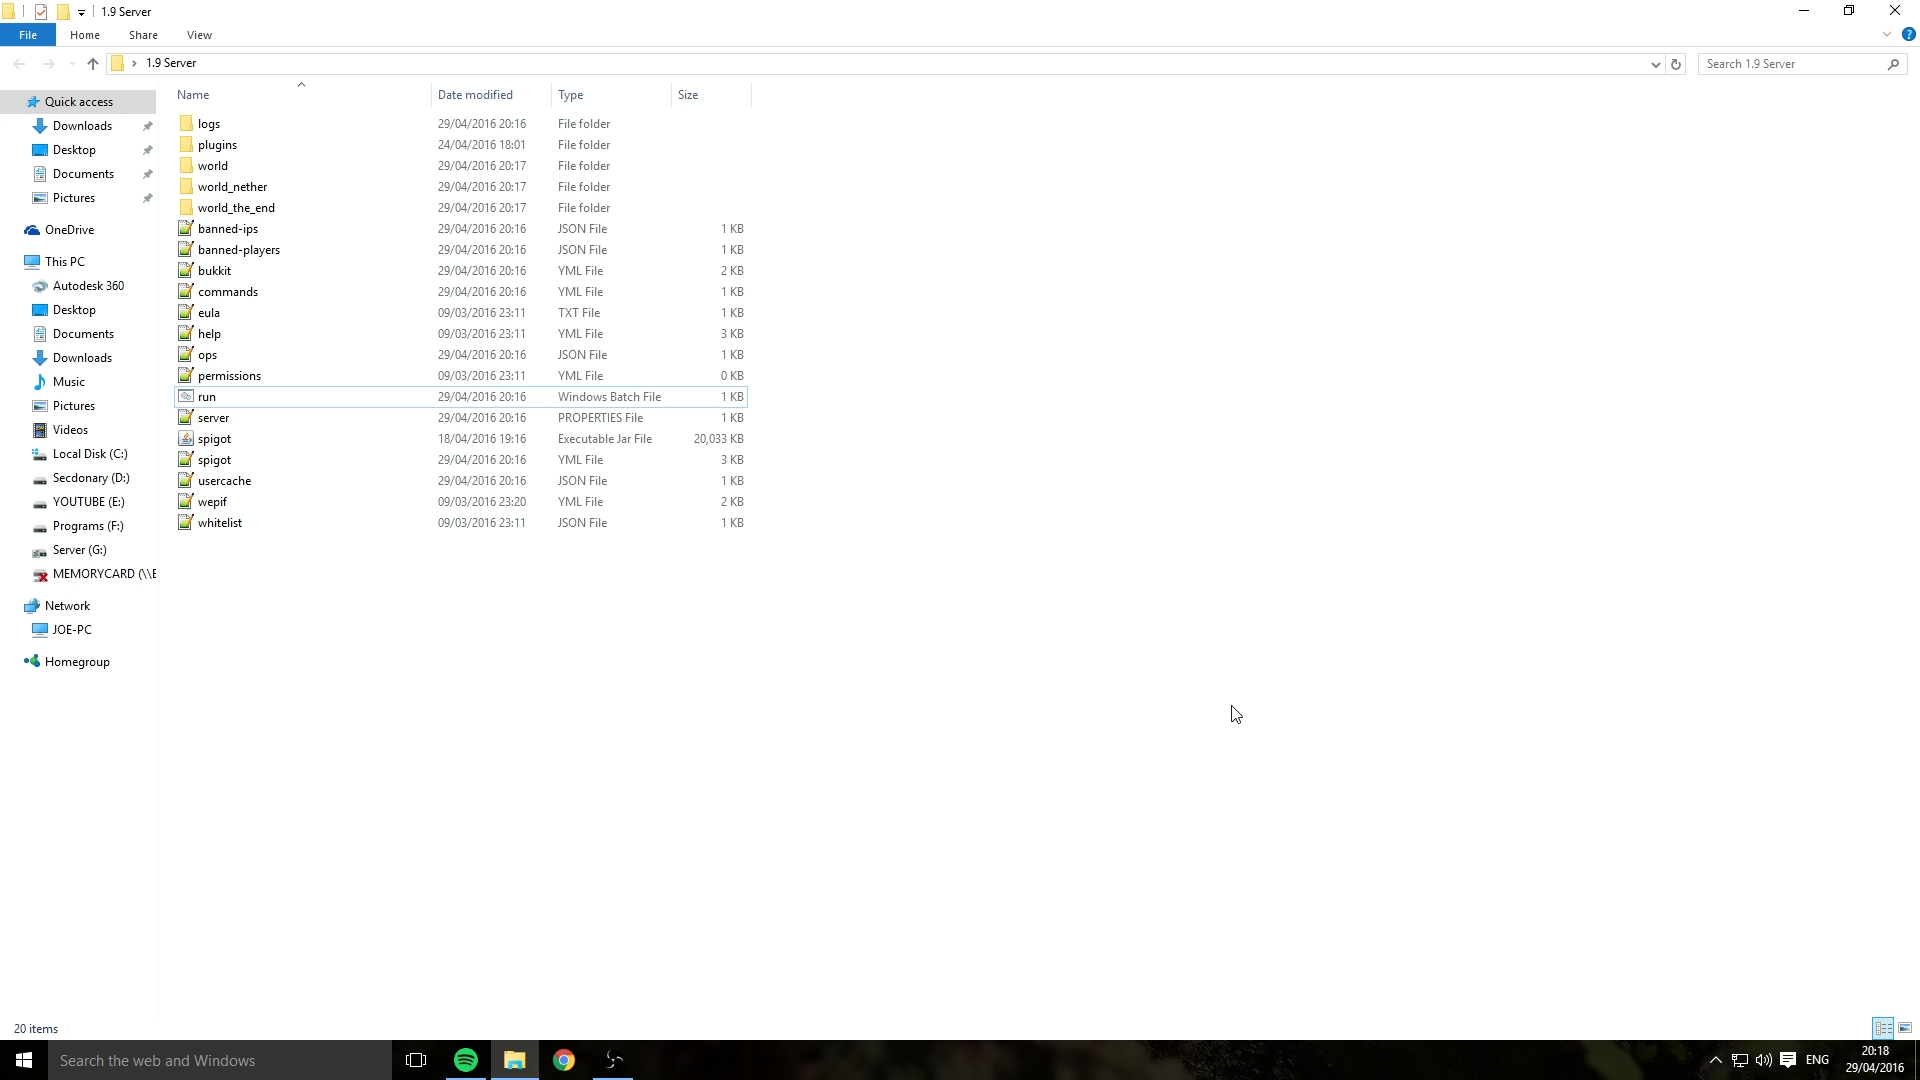 1.9 Server
File Home Share View
1.9 Server
Search 1.9 Server
Name Date modified Type Size
Quick access
Downloads
Desktop
Documents
Pictures
OneDrive
This PC
Autodesk 360
Desktop
Documents
Downloads
Music
Pictures
Videos
Local Disk (C:)
Secdonary (D:)
YOUTUBE (E:)
Programs (F:)
Server (G:)
MEMORYCARD (\\E
Network
JOE-PC
Homegroup
logs 29/04/2016 20:16 File folder
plugins 24/04/2016 18:01 File folder
world 29/04/2016 20:17 File folder
world_nether 29/04/2016 20:17 File folder
world_the_end 29/04/2016 20:17 File folder
banned-ips 29/04/2016 20:16 JSON File 1 KB
banned-players 29/04/2016 20:16 JSON File 1 KB
bukkit 29/04/2016 20:16 YML File 2 KB
commands 29/04/2016 20:16 YML File 1 KB
eula 09/03/2016 23:11 TXT File 1 KB
help 09/03/2016 23:11 YML File 3 KB
ops 29/04/2016 20:16 JSON File 1 KB
permissions 09/03/2016 23:11 YML File 0 KB
run 29/04/2016 20:16 Windows Batch File 1 KB
server 29/04/2016 20:16 PROPERTIES File 1 KB
spigot 18/04/2016 19:16 Executable Jar File 20,033 KB
spigot 29/04/2016 20:16 YML File 3 KB
usercache 29/04/2016 20:16 JSON File 1 KB
wepif 09/03/2016 23:20 YML File 2 KB
whitelist 09/03/2016 23:11 JSON File 1 KB
20 items
Search the web and Windows
ENG
20:18
29/04/2016